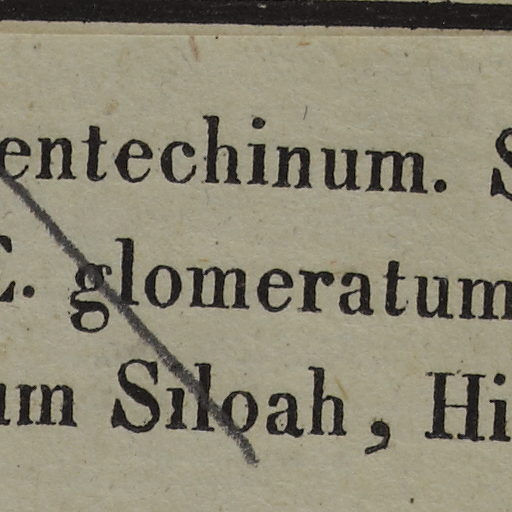 entechinum. S
E. glomeratum
um Siloah, Hi